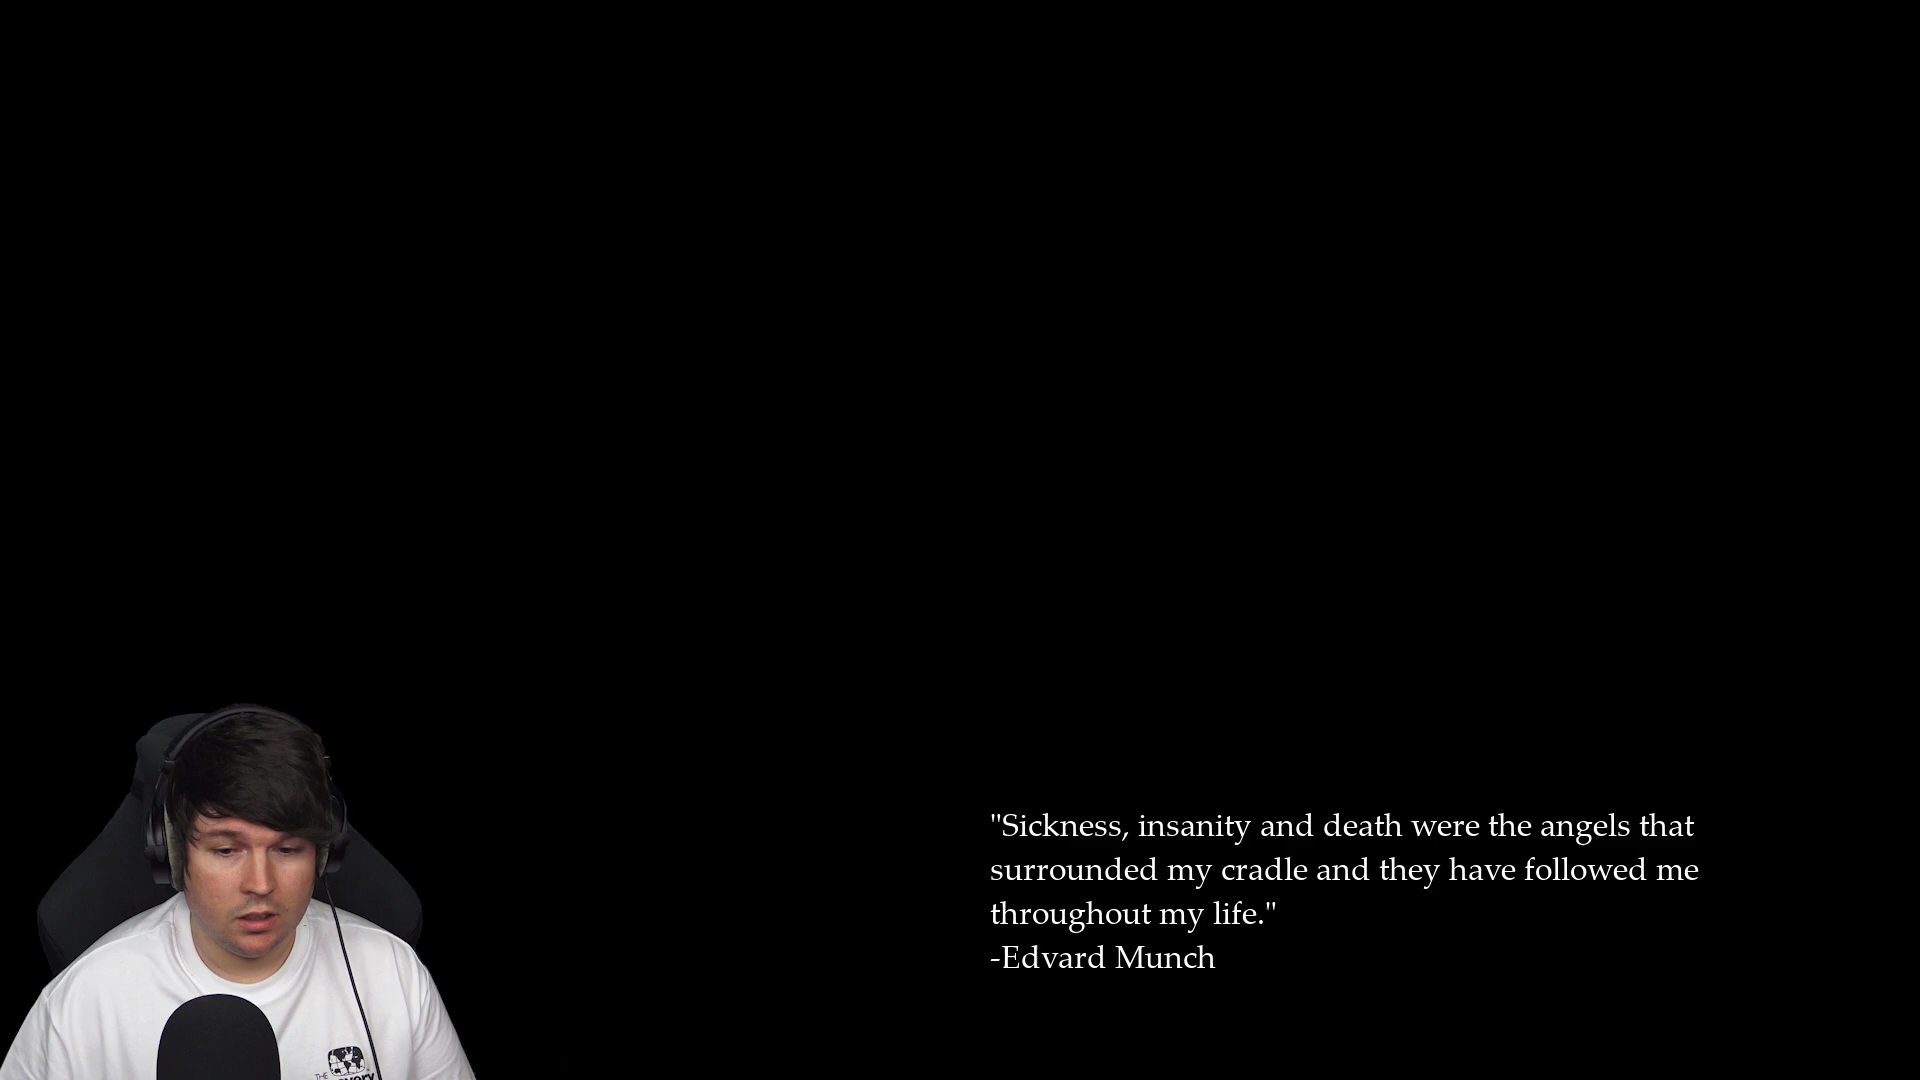 "Sickness, insanity and death were the angels that
surrounded my cradle and they have followed me
throughout my life."
-Edvard Munch
THE